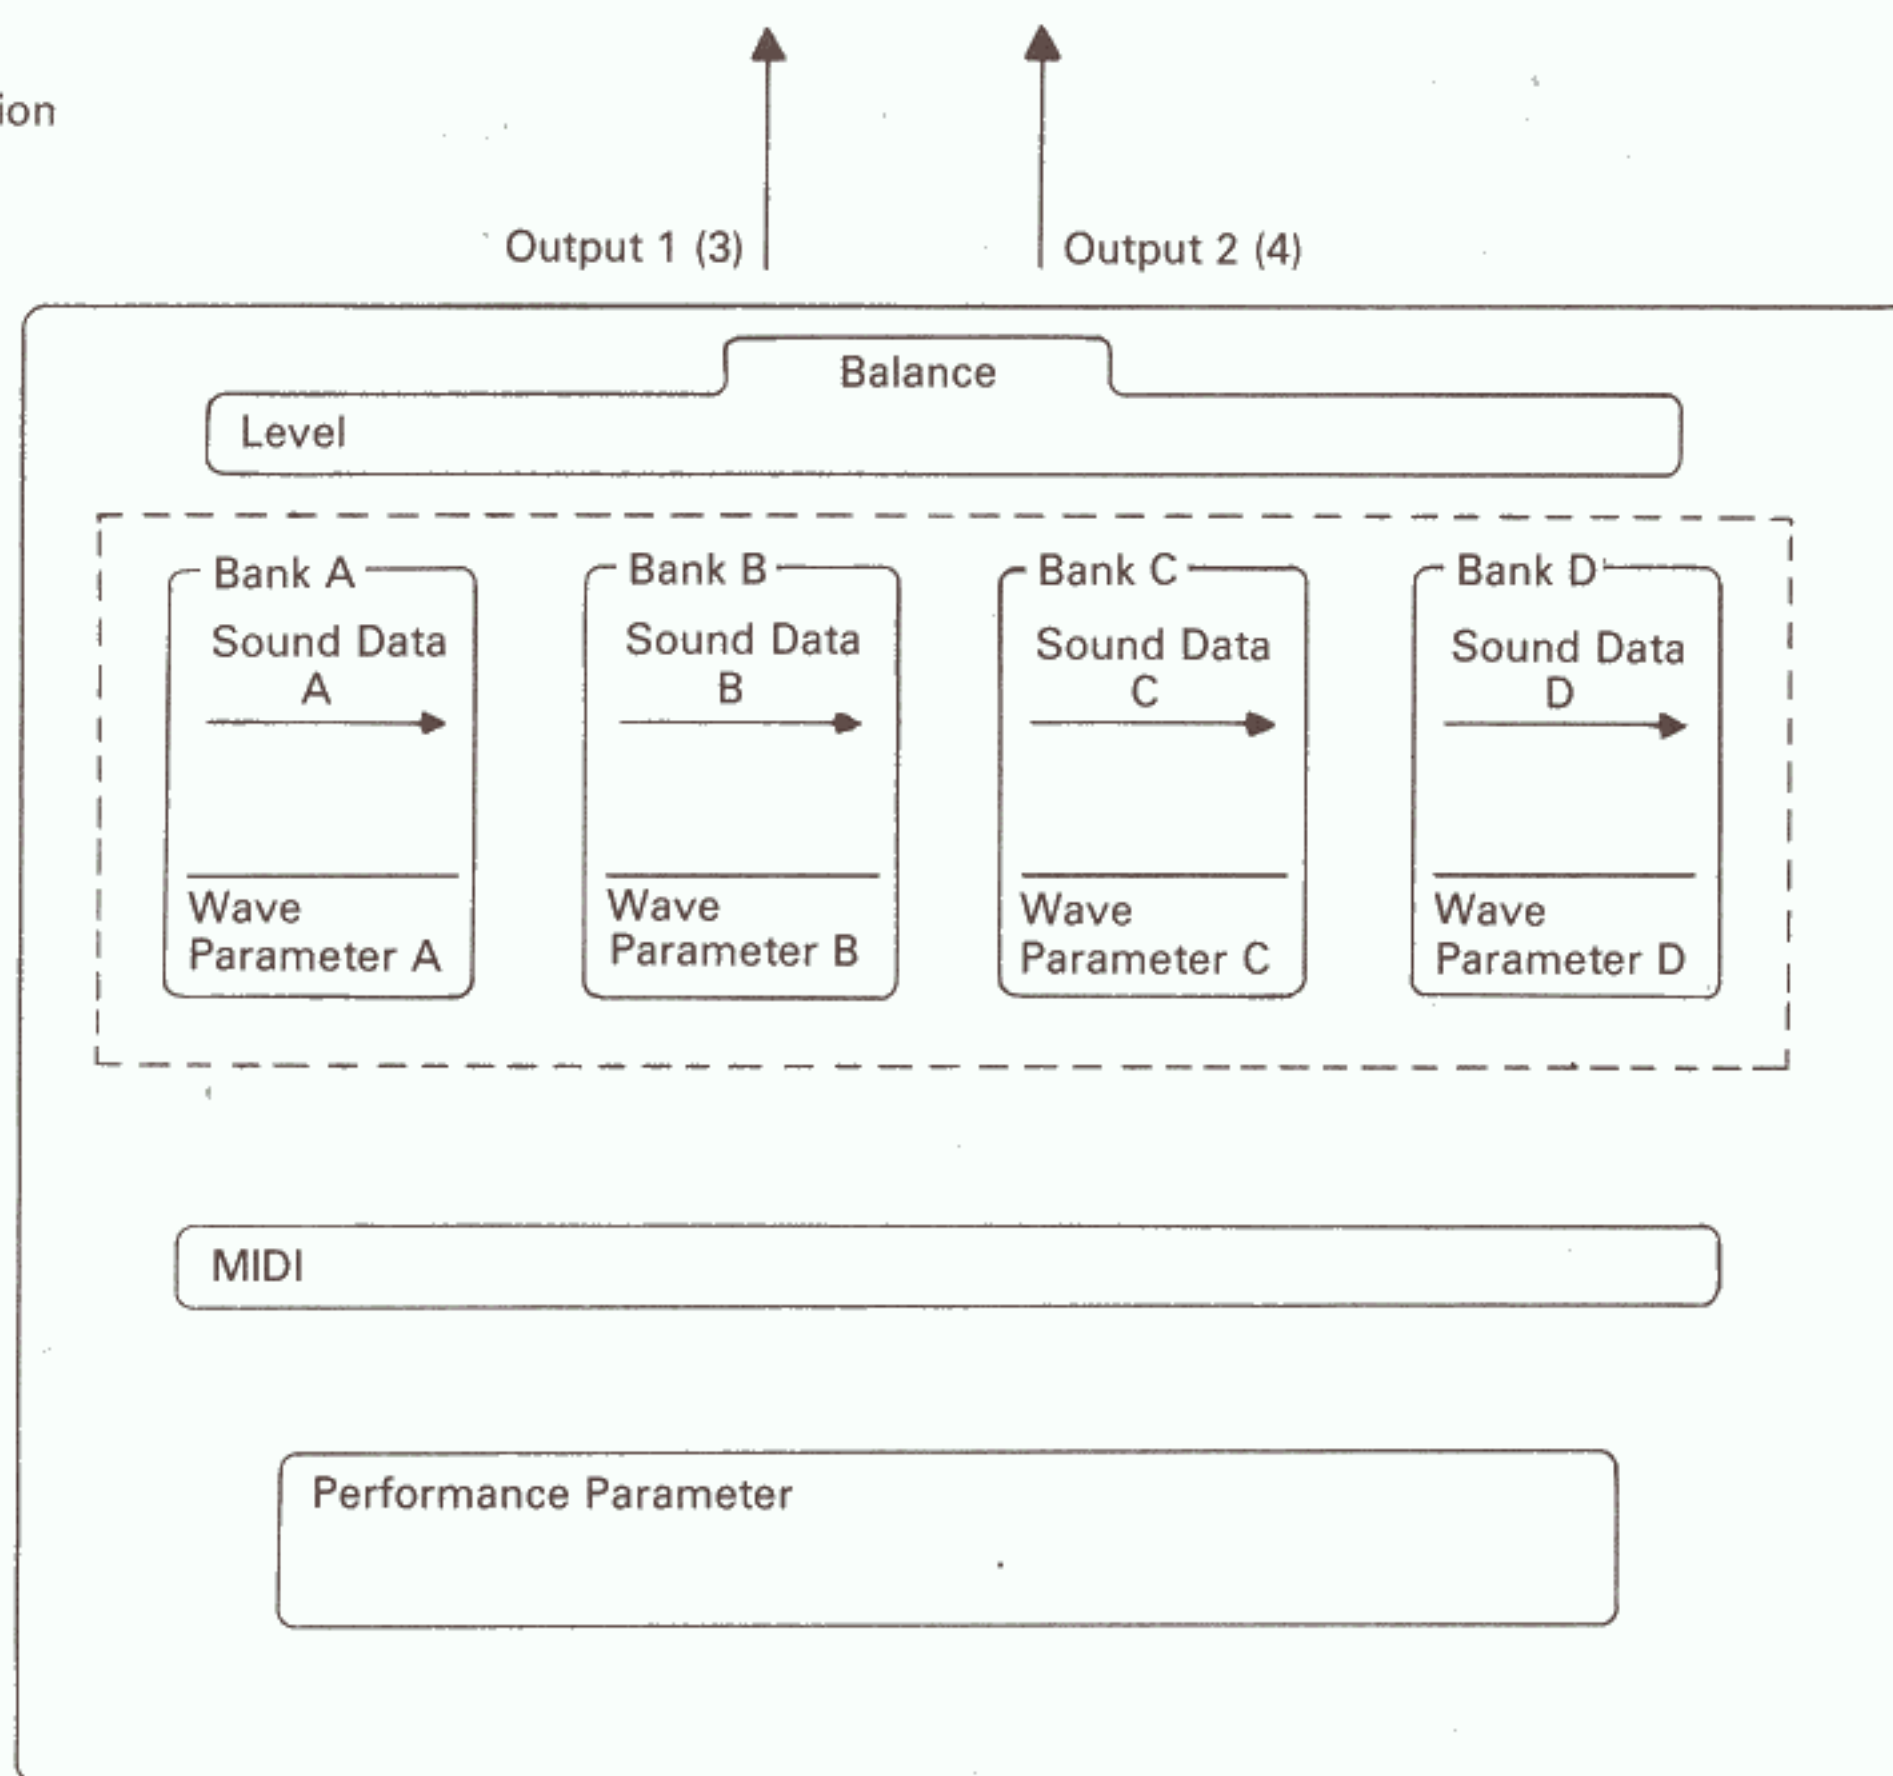 ion
Output 1 (3)
Output 2 (4)
Balance
Level
Bank A
Sound Data
A
Wave
Parameter A
Bank B
Sound Data
B
Wave
Parameter B
Bank C
Sound Data
C
Wave
Parameter C
Bank D
Sound Data
D
Wave
Parameter D
MIDI
Performance Parameter